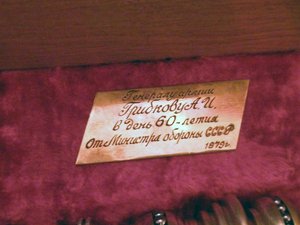 Генералу армии
Грибкову А.И.
в день 60-летия
От Министра обороны СССР
1979г.